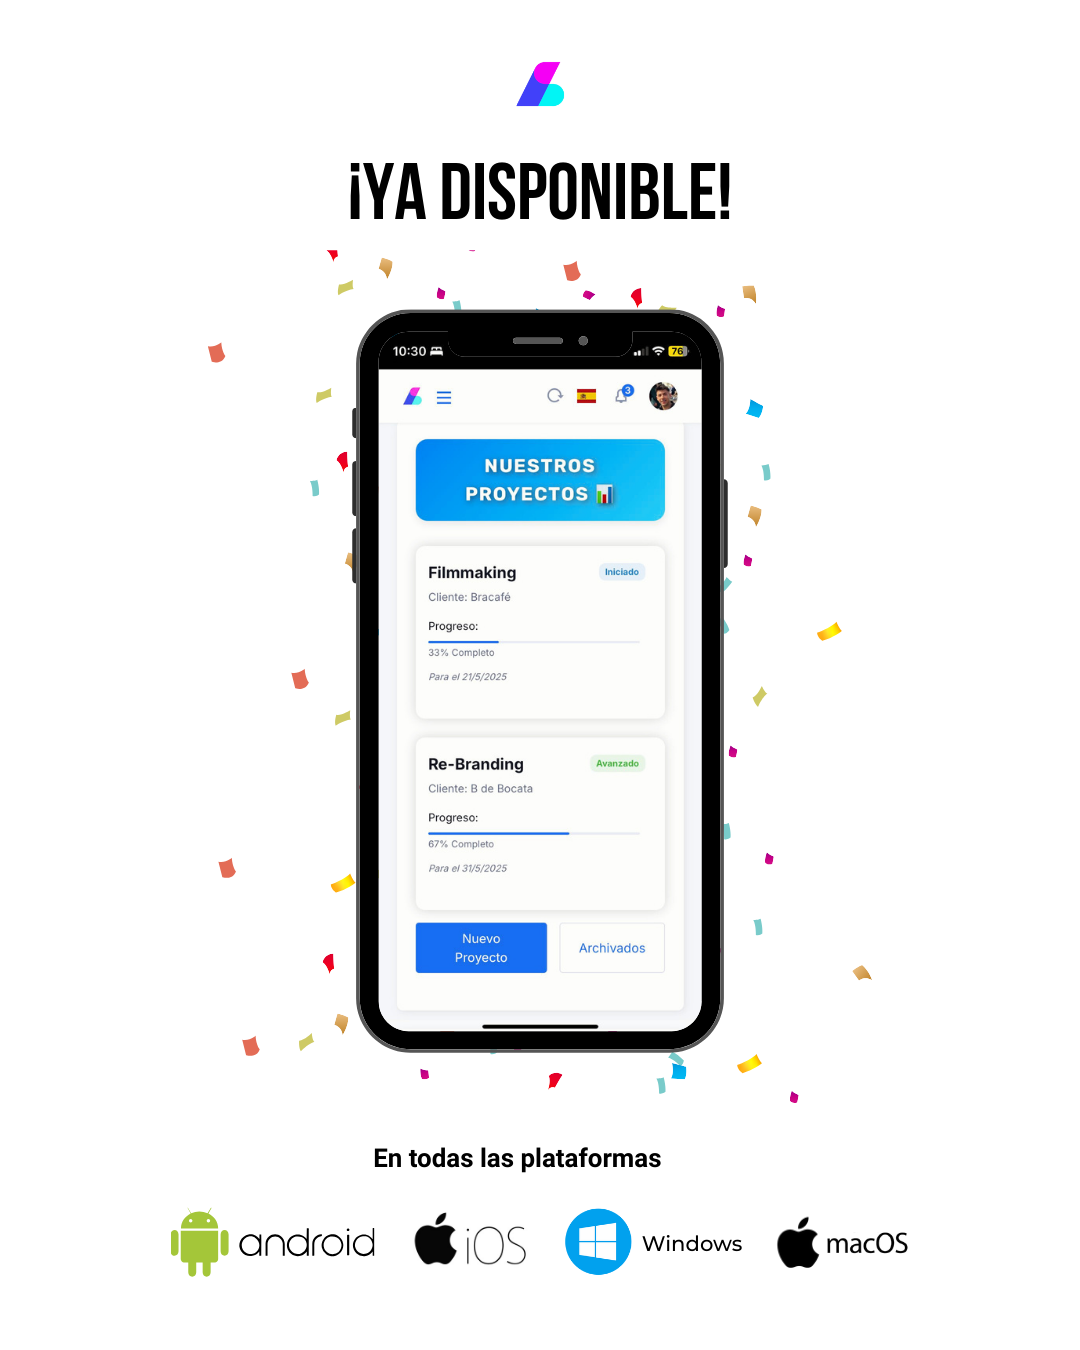 ¡YA DISPONIBLE!
10:30
76
3
NUESTROS
PROYECTOS
Filmmaking
Iniciado
Cliente: Bracafé
Progreso:
33% Completo
Para el 21/5/2025
Re-Branding
Avanzado
Cliente: B de Bocata
Progreso:
67% Completo
Para el 31/5/2025
Nuevo
Proyecto
Archivados
En todas las plataformas
android
iOS
Windows
macOS